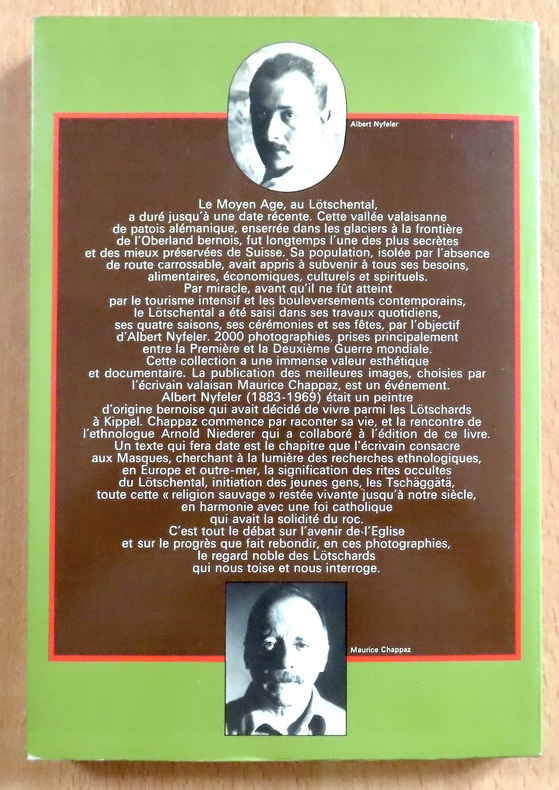 Albert Nyfeler
Le Moyen Age, au Lötschental,
a duré jusqu'à une date récente. Cette vallée valaisanne
de patois alémanique, enserrée dans les glaciers à la frontière
de l'Oberland bernois, fut longtemps l'une des plus secrètes
et des mieux préservées de Suisse. Sa population, isolée par l'absence
de route carrossable, avait appris à subvenir à tous ses besoins,
alimentaires, économiques, culturels et spirituels.
Par miracle, avant qu'il ne fût atteint
par le tourisme intensif et les bouleversements contemporains,
le Lötschental a été saisi dans ses travaux quotidiens,
ses quatre saisons, ses cérémonies et ses fêtes, par l'objectif
d'Albert Nyfeler. 2000 photographies, prises principalement
entre la Première et la Deuxième Guerre mondiale.
Cette collection a une immense valeur esthétique
et documentaire. La publication des meilleures images, choisies par
l'écrivain valaisan Maurice Chappaz, est un événement.
Albert Nyfeler (1883-1969) était un peintre
d'origine bernoise qui avait décidé de vivre parmi les Lötschards
à Kippel. Chappaz commence par raconter sa vie, et la rencontre de
l'ethnologue Arnold Niederer qui a collaboré à l'édition de ce livre.
Un texte qui fera date est le chapitre que l'écrivain consacre
aux Masques, cherchant à la lumière des recherches ethnologiques,
en Europe et outre-mer, la signification des rites occultes
du Lötschental, initiation des jeunes gens, les Tschäggätä,
toute cette « religion sauvage » restée vivante jusqu'à notre siècle,
en harmonie avec une foi catholique
qui avait la solidité du roc.
C'est tout le débat sur l'avenir de l'Eglise
et sur le progrès que fait rebondir, en ces photographies,
le regard noble des Lötschards
qui nous toise et nous interroge.
Maurice Chappaz